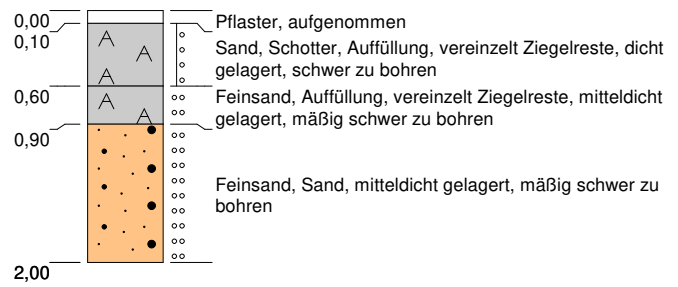 0,00
Pflaster, aufgenommen
0,10
Sand, Schotter, Auffüllung, vereinzelt Ziegelreste, dicht
gelagert, schwer zu bohren
A
A
A
0,60
Feinsand, Auffüllung, vereinzelt Ziegelreste, mitteldicht
gelagert, mäßig schwer zu bohren
A
A
0,90
Feinsand, Sand, mitteldicht gelagert, mäßig schwer zu
bohren
2,00